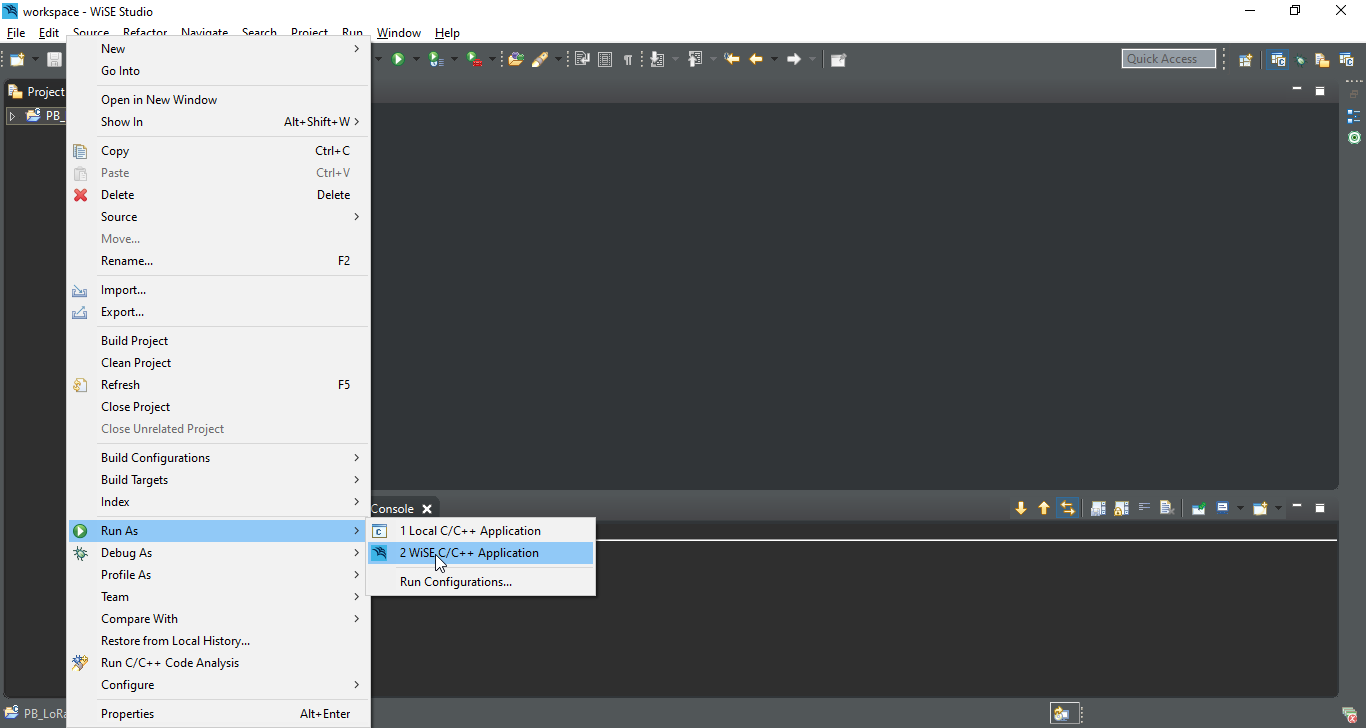 workspace - WiSE Studio
File Edit Source Refactor Navigate Search Project Run Window Help
Quick Access
Project
PB_
New
Go Into
Open in New Window
Show In Alt+Shift+W
Copy Ctrl+C
Paste Ctrl+V
Delete Delete
Source
Move...
Rename... F2
Import...
Export...
Build Project
Clean Project
Refresh F5
Close Project
Close Unrelated Project
Build Configurations
Build Targets
Index
Run As
Debug As
Profile As
Team
Compare With
Restore from Local History...
Run C/C++ Code Analysis
Configure
Properties Alt+Enter
Console
1 Local C/C++ Application
2 WiSE C/C++ Application
Run Configurations...
PB_LoRa